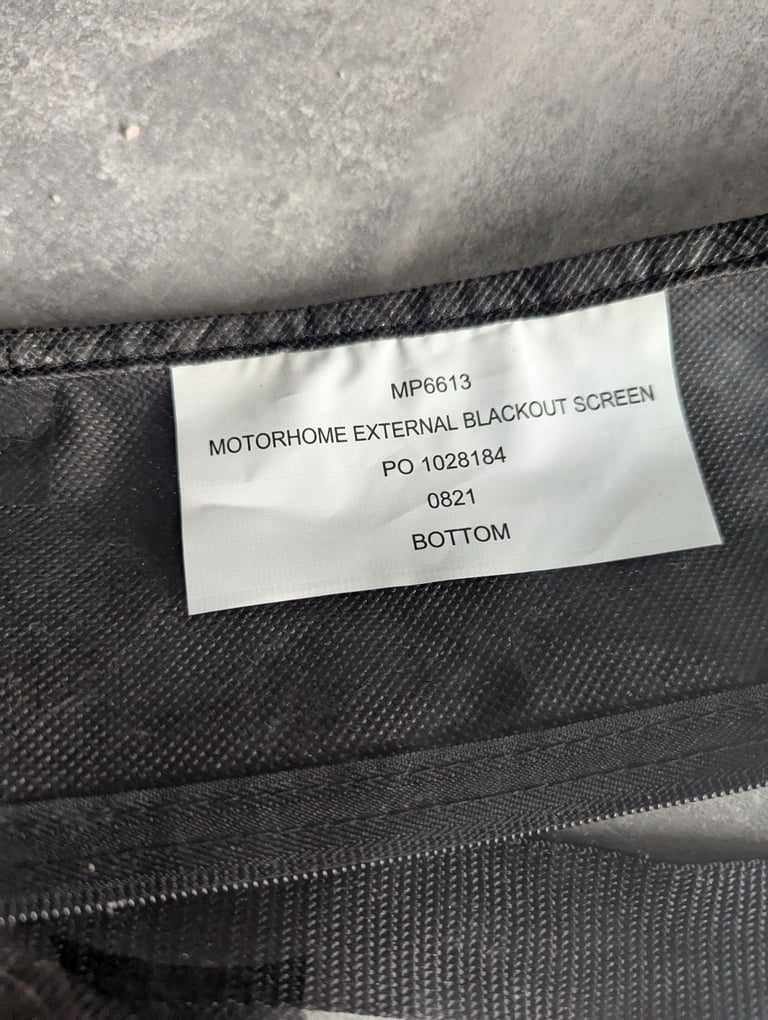 MP6613
MOTORHOME EXTERNAL BLACKOUT SCREEN
PO 1028184
0821
BOTTOM